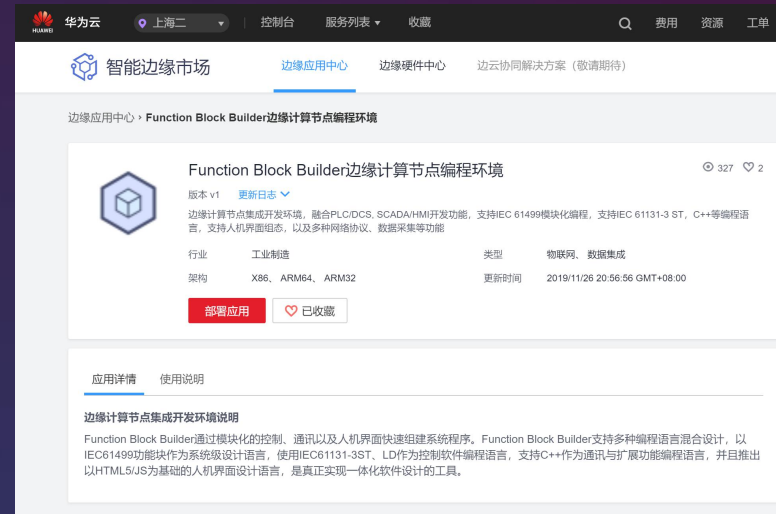 HUAWEI 华为云 上海二 控制台 服务列表 收藏 费用 资源 工单
智能边缘市场 边缘应用中心 边缘硬件中心 边云协同解决方案（敬请期待）
边缘应用中心 › Function Block Builder边缘计算节点编程环境
Function Block Builder边缘计算节点编程环境 327 2
版本 v1 更新日志
边缘计算节点集成开发环境，融合PLC/DCS, SCADA/HMI开发功能，支持IEC 61499模块化编程，支持IEC 61131-3 ST，C++等编程语
言，支持人机界面组态，以及多种网络协议、数据采集等功能
行业 工业制造 类型 物联网、 数据集成
架构 X86、 ARM64、 ARM32 更新时间 2019/11/26 20:56:56 GMT+08:00
部署应用 已收藏
应用详情 使用说明
边缘计算节点集成开发环境说明
Function Block Builder通过模块化的控制、通讯以及人机界面快速组建系统程序。Function Block Builder支持多种编程语言混合设计，以
IEC61499功能块作为系统级设计语言，使用IEC61131-3ST、LD作为控制软件编程语言，支持C++作为通讯与扩展功能编程语言，并且推出
以HTML5/JS为基础的人机界面设计语言，是真正实现一体化软件设计的工具。